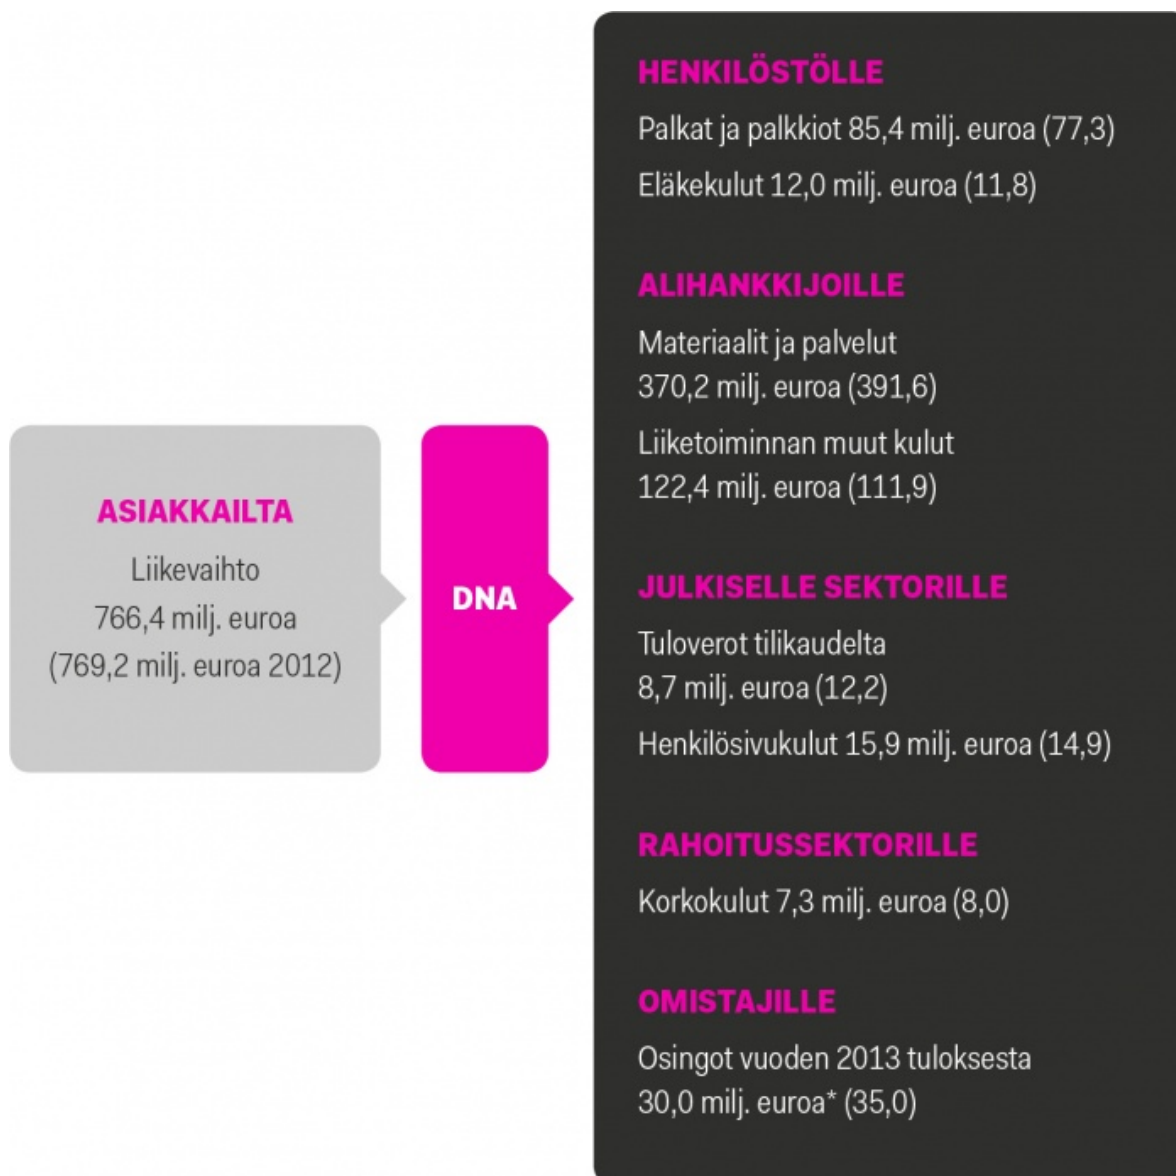 ASIAKKAILTA
Liikevaihto
766,4 milj. euroa
(769,2 milj. euroa 2012)
DNA
HENKILÖSTÖLLE
Palkat ja palkkiot 85,4 milj. euroa (77,3)
Eläkekulut 12,0 milj. euroa (11,8)
ALIHANKKIJOILLE
Materiaalit ja palvelut
370,2 milj. euroa (391,6)
Liiketoiminnan muut kulut
122,4 milj. euroa (111,9)
JULKISELLE SEKTORILLE
Tuloverot tilikaudelta
8,7 milj. euroa (12,2)
Henkilösivukulut 15,9 milj. euroa (14,9)
RAHOITUSSEKTORILLE
Korkokulut 7,3 milj. euroa (8,0)
OMISTAJILLE
Osingot vuoden 2013 tuloksesta
30,0 milj. euroa* (35,0)